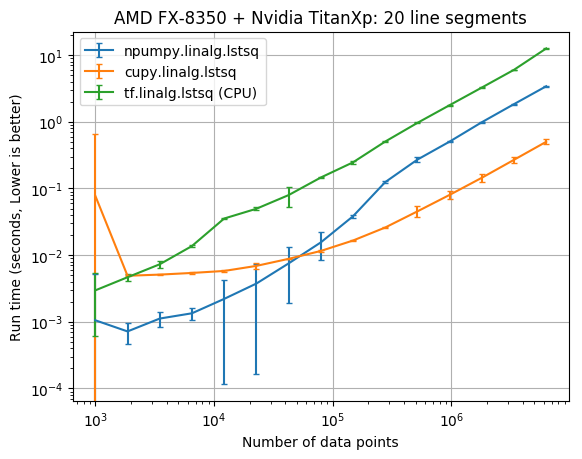 AMD FX-8350 + Nvidia TitanXp: 20 line segments
npumpy.linalg.lstsq
cupy.linalg.lstsq
tf.linalg.lstsq (CPU)
Run time (seconds, Lower is better)
10¹
10⁰
10⁻¹
10⁻²
10⁻³
10⁻⁴
10³
10⁴
10⁵
10⁶
Number of data points